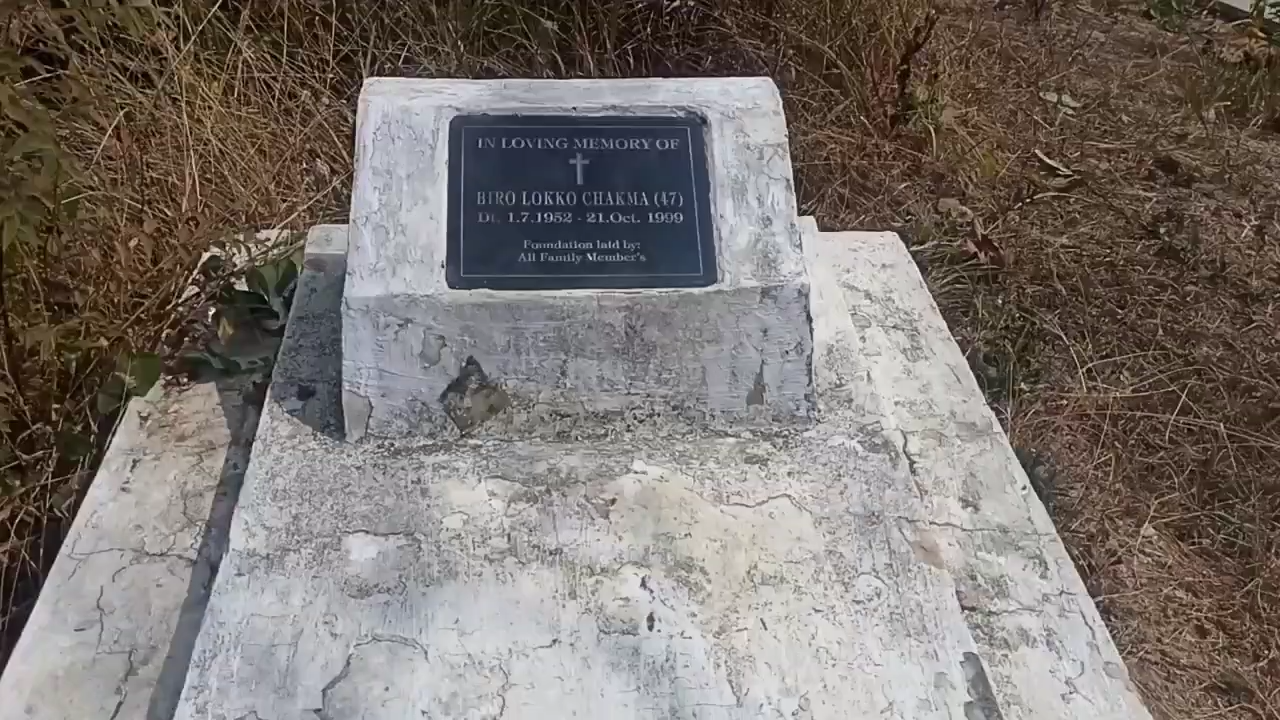 IN LOVING MEMORY OF
BIRO LOKKO CHAKMA (47)
Dt. 1.7.1952 - 21.Oct. 1999
Foundation laid by:
All Family Member's